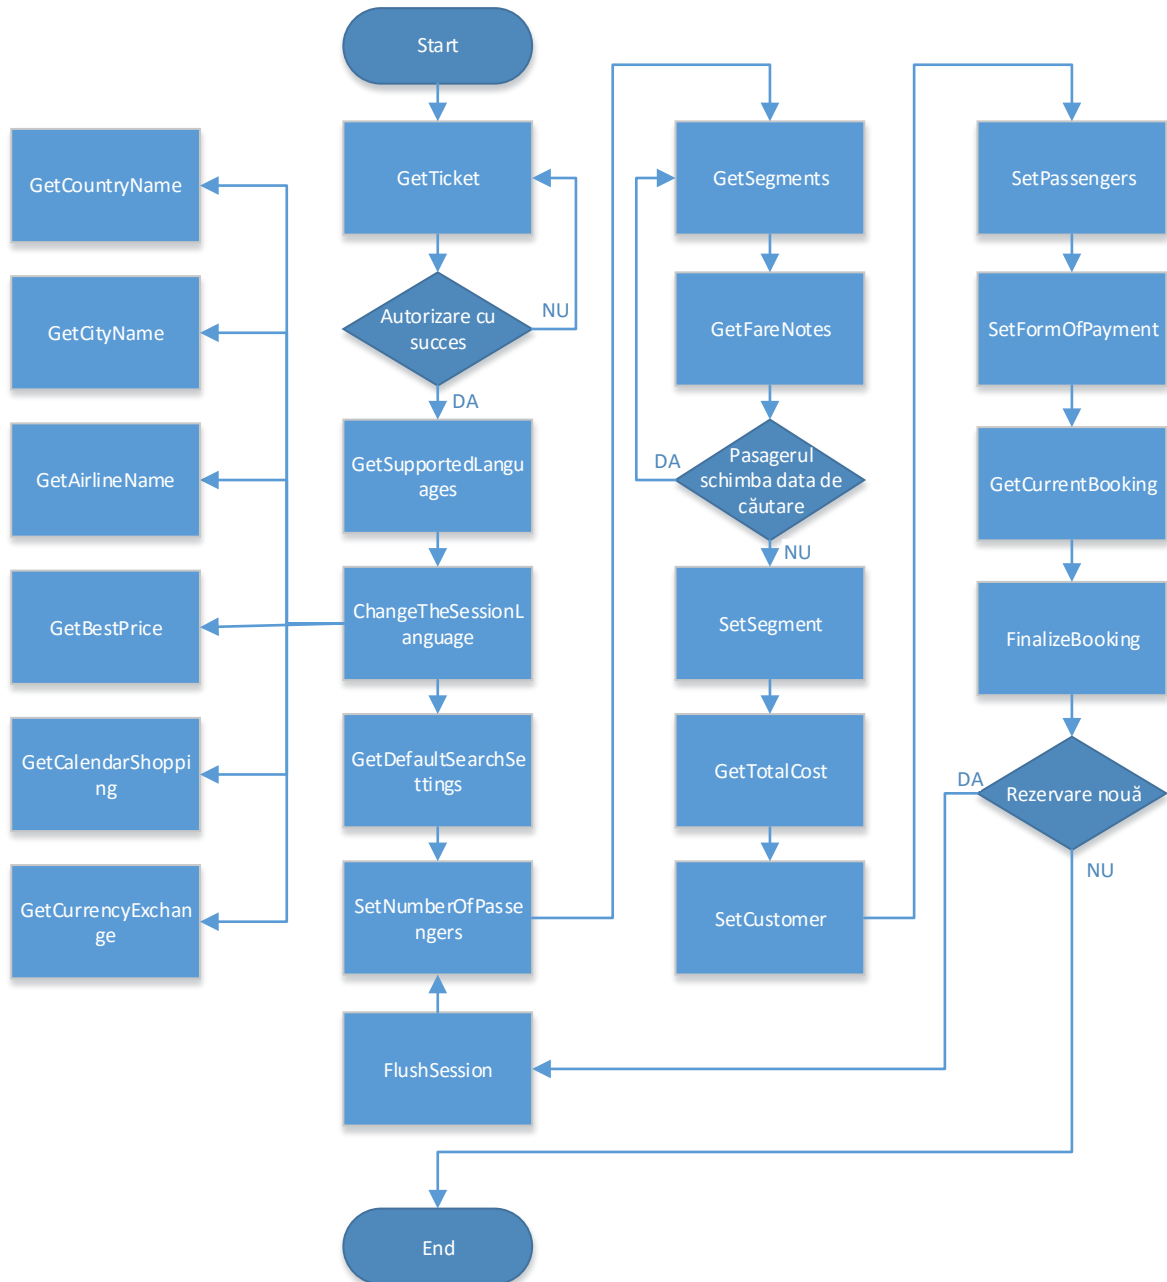 Start
GetTicket
Autorizare cu
succes
NU
DA
GetSupportedLangu
ages
ChangeTheSessionL
anguage
GetDefaultSearchSe
ttings
SetNumberOfPasse
ngers
FlushSession
End
GetCountryName
GetCityName
GetAirlineName
GetBestPrice
GetCalendarShoppi
ng
GetCurrencyExchan
ge
GetSegments
GetFareNotes
Pasagerul
schimba data de
căutare
DA
NU
SetSegment
GetTotalCost
SetCustomer
SetPassengers
SetFormOfPayment
GetCurrentBooking
FinalizeBooking
Rezervare nouă
DA
NU